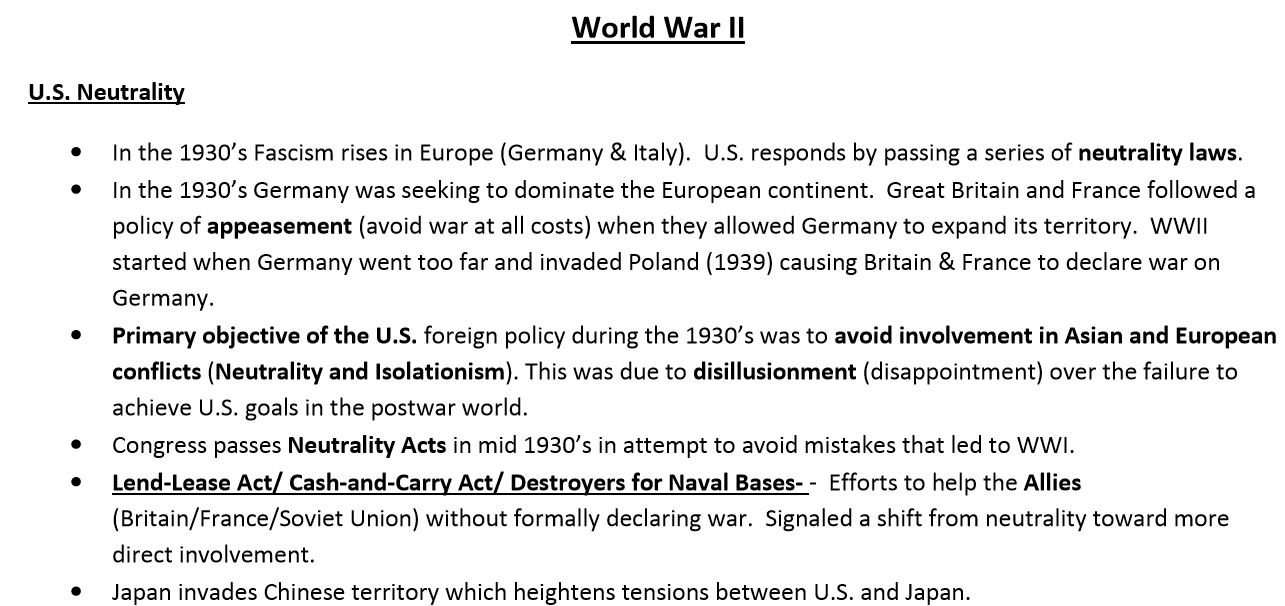 World War II
U.S. Neutrality
• In the 1930’s Fascism rises in Europe (Germany & Italy).  U.S. responds by passing a series of neutrality laws.
• In the 1930’s Germany was seeking to dominate the European continent.  Great Britain and France followed a
policy of appeasement (avoid war at all costs) when they allowed Germany to expand its territory.  WWII
started when Germany went too far and invaded Poland (1939) causing Britain & France to declare war on
Germany.
• Primary objective of the U.S. foreign policy during the 1930’s was to avoid involvement in Asian and European
conflicts (Neutrality and Isolationism). This was due to disillusionment (disappointment) over the failure to
achieve U.S. goals in the postwar world.
• Congress passes Neutrality Acts in mid 1930’s in attempt to avoid mistakes that led to WWI.
• Lend-Lease Act/ Cash-and-Carry Act/ Destroyers for Naval Bases- -  Efforts to help the Allies
(Britain/France/Soviet Union) without formally declaring war.  Signaled a shift from neutrality toward more
direct involvement.
• Japan invades Chinese territory which heightens tensions between U.S. and Japan.